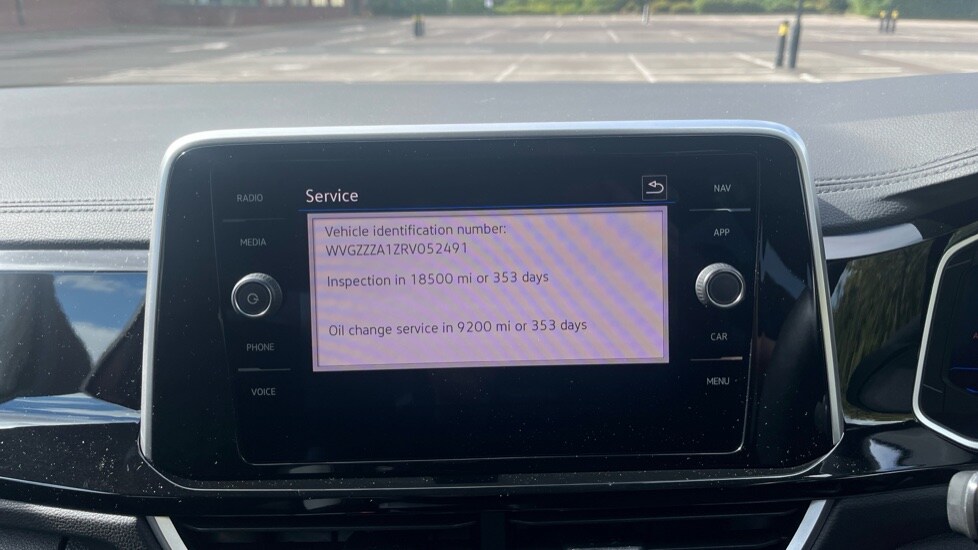 RADIO
MEDIA
PHONE
VOICE
Service
Vehicle identification number:
WVGZZZA1ZRV052491
Inspection in 18500 mi or 353 days
Oil change service in 9200 mi or 353 days
NAV
APP
CAR
MENU